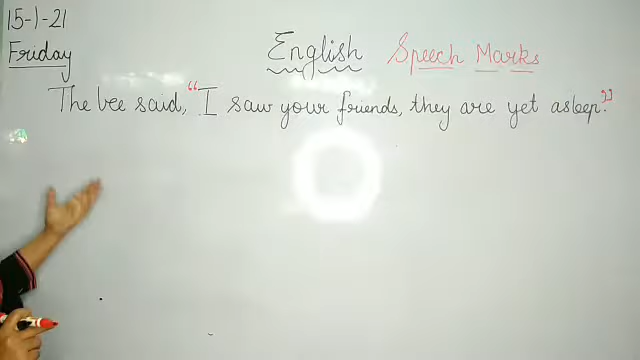 15-1-21
Friday
English Speech Marks
The bee said, “I saw your friends, they are yet asleep.”